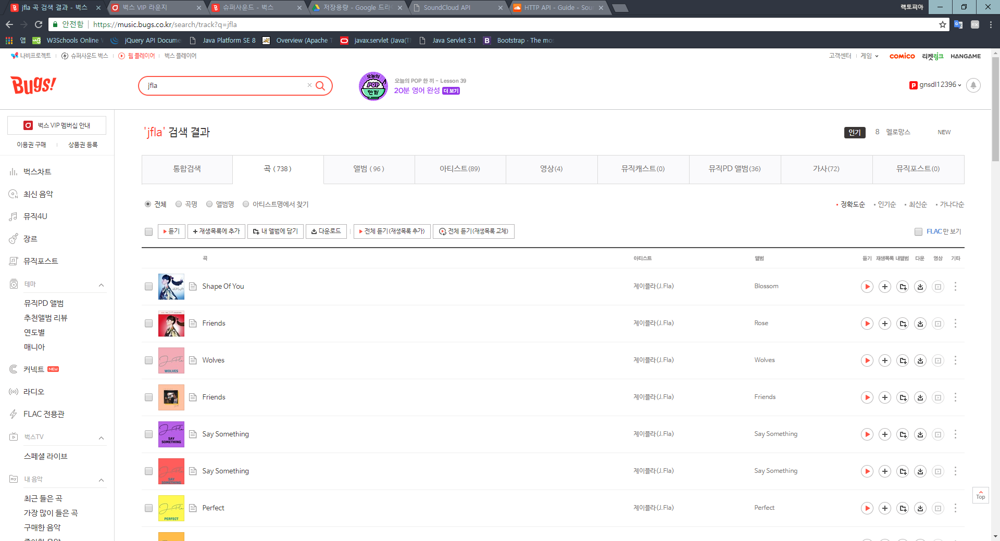 jfla 곡 검색 결과 - 벅스
벅스 VIP 라운지
슈퍼사운드 - 벅스
저장용량 - Google 드라이
SoundCloud API
HTTP API - Guide - Soun
렉토피아
안전함 https://music.bugs.co.kr/search/track?q=jfla
앱
W3Schools Online V
jQuery API Docume
Java Platform SE 8
Overview (Apache T
javax.servlet (Java(T
Java Servlet 3.1
Bootstrap · The mos
나비프로젝트
슈퍼사운드 벅스
웹 플레이어
벅스 플레이어
고객센터
게임
comico
티켓링크
HANGAME
Bugs!
jfla
오늘의 POP 한끼
오늘의 POP 한 끼 - Lesson 39
20분 영어 완성 더 보기
gnsdl12396
벅스 VIP 멤버십 안내
이용권 구매
상품권 등록
벅스차트
최신 음악
뮤직4U
장르
뮤직포스트
테마
뮤직PD 앨범
추천앨범 리뷰
연도별
매니아
커넥트 NEW
라디오
FLAC 전용관
벅스TV
스페셜 라이브
내 음악
최근 들은 곡
가장 많이 들은 곡
구매한 음악
'jfla' 검색 결과
인기 8 멜로망스 NEW
통합검색
곡 ( 738 )
앨범 ( 96 )
아티스트(89)
영상(4)
뮤직캐스트(0)
뮤직PD 앨범(36)
가사(72)
뮤직포스트(0)
전체 곡명 앨범명 아티스트명에서 찾기
정확도순 인기순 최신순 가나다순
듣기
재생목록에 추가
내 앨범에 담기
다운로드
전체 듣기(재생목록 추가)
전체 듣기(재생목록 교체)
FLAC만 보기
곡 아티스트 앨범 듣기 재생목록 내앨범 다운 영상 기타
Shape Of You 제이플라(J.Fla) Blossom
Friends 제이플라(J.Fla) Rose
WOLVES
Wolves 제이플라(J.Fla) Wolves
Friends 제이플라(J.Fla) Friends
SAY SOMETHING
Say Something 제이플라(J.Fla) Say Something
SAY SOMETHING
Say Something 제이플라(J.Fla) Say Something
PERFECT
Perfect 제이플라(J.Fla) Perfect
Top